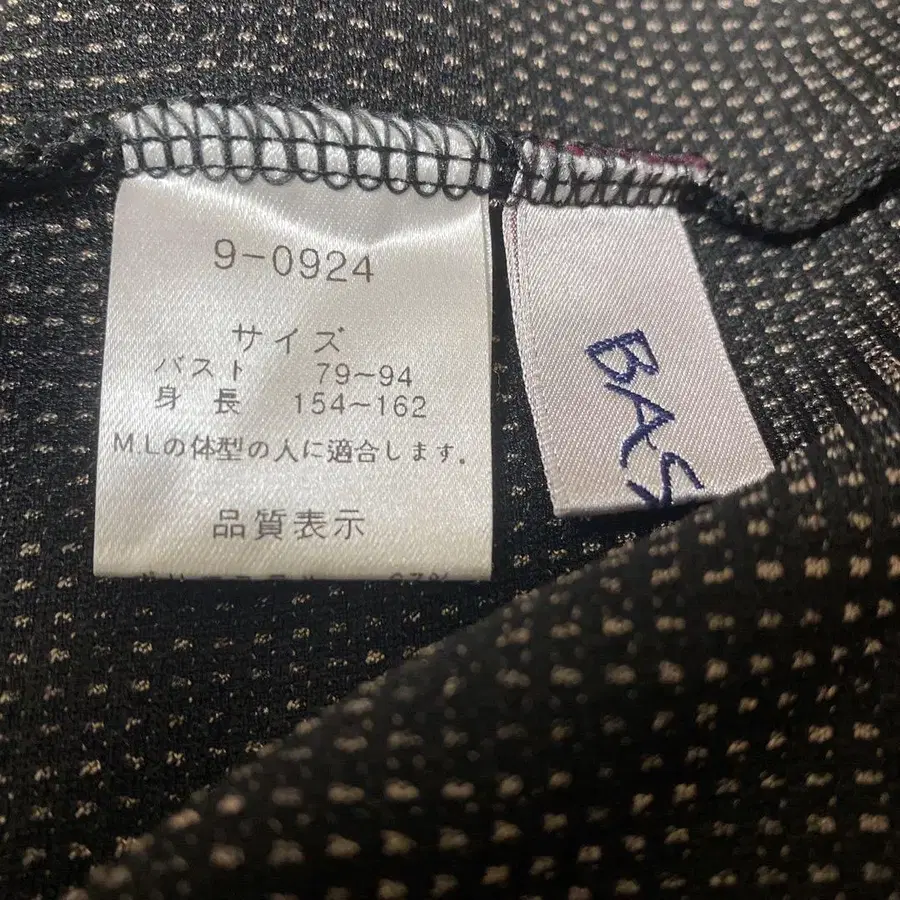 9-0924
サイズ
バスト 79~94
身長 154~162
M.Lの体型の人に適合します。
品質表示
BAS